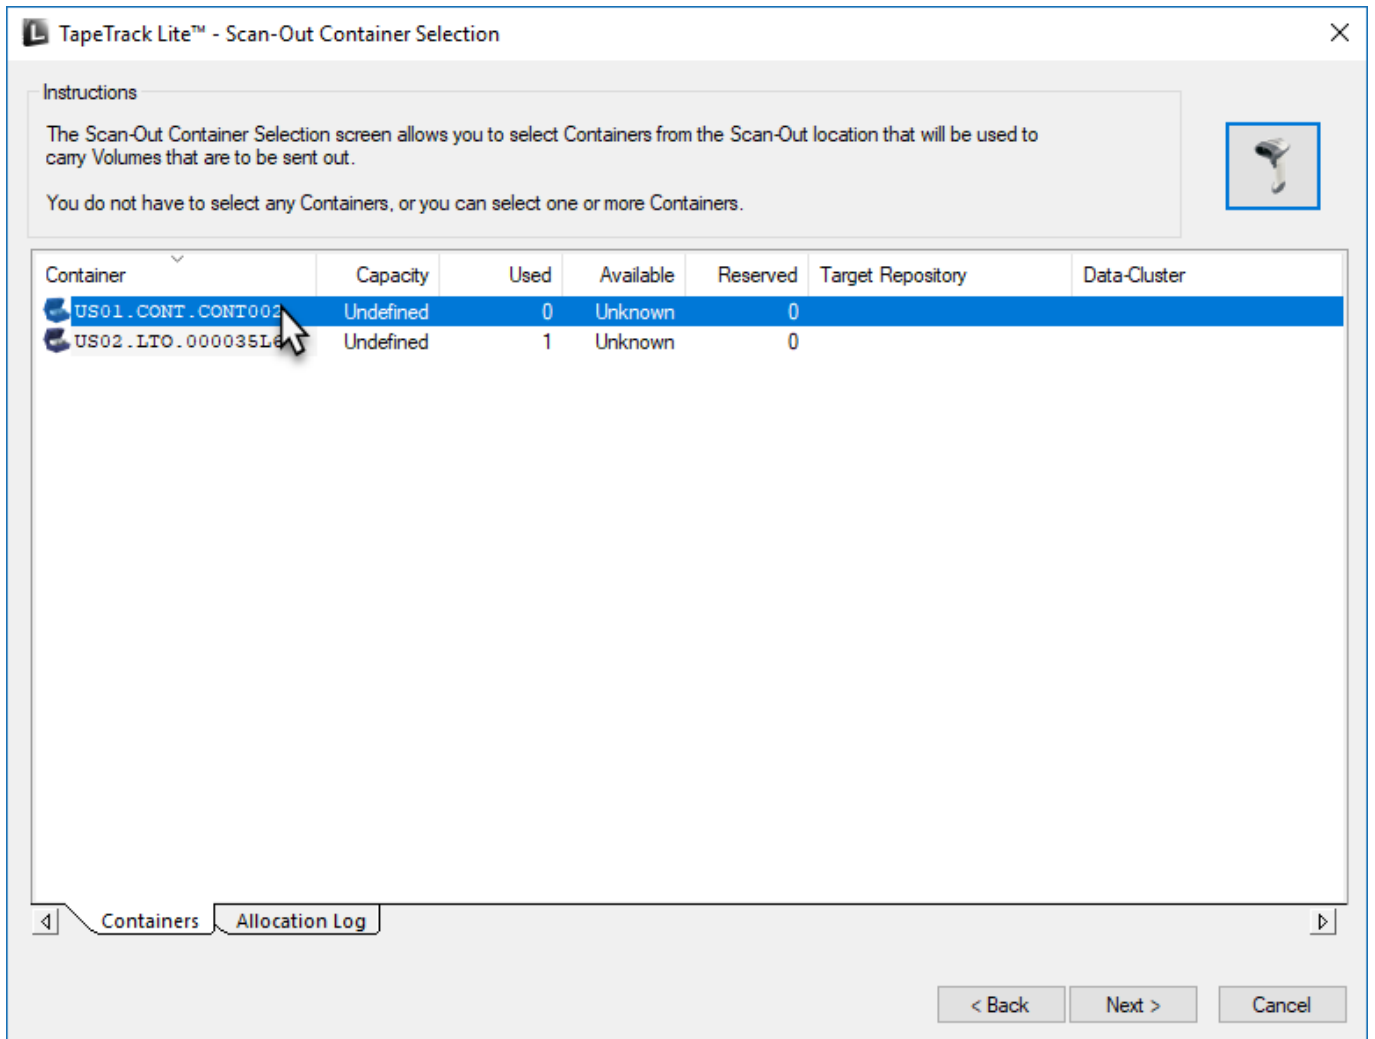 TapeTrack Lite™ - Scan-Out Container Selection
Instructions
The Scan-Out Container Selection screen allows you to select Containers from the Scan-Out location that will be used to
carry Volumes that are to be sent out.
You do not have to select any Containers, or you can select one or more Containers.
Container Capacity Used Available Reserved Target Repository Data-Cluster
US01.CONT.CONT002 Undefined 0 Unknown 0
Undefined 1 Unknown 0
Containers Allocation Log
< Back Next > Cancel